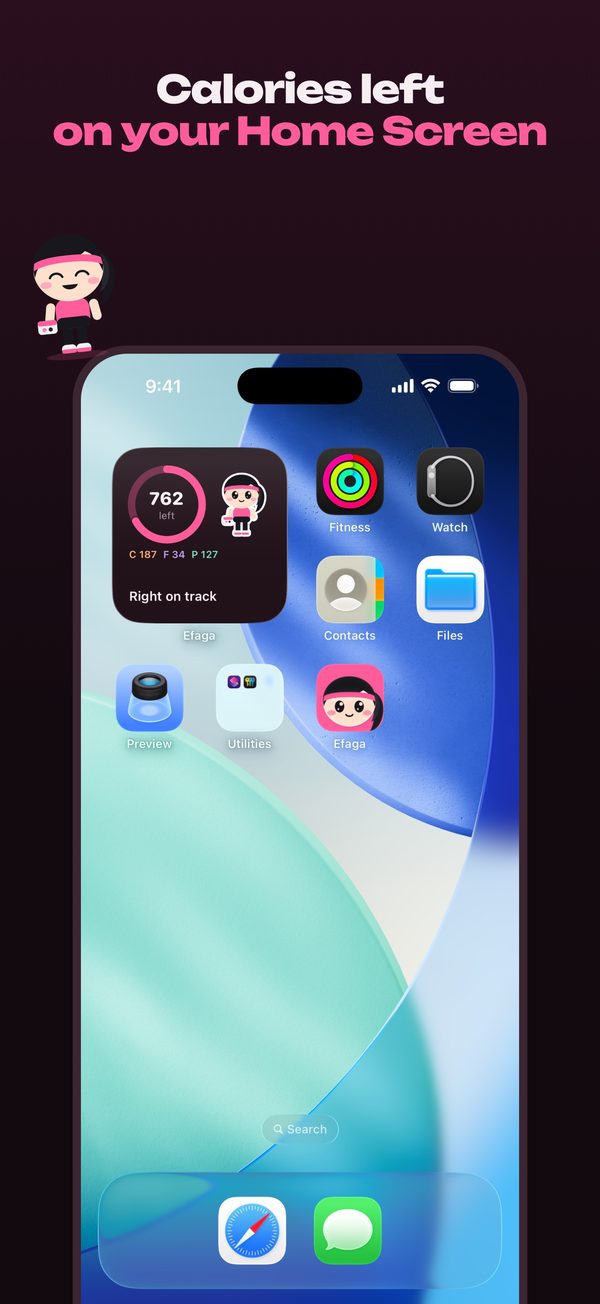 Calories left
on your Home Screen
9:41
762
left
C 187 F 34 P 127
Right on track
Efaga
Fitness
Watch
Contacts
Files
Preview
Utilities
Efaga
Search